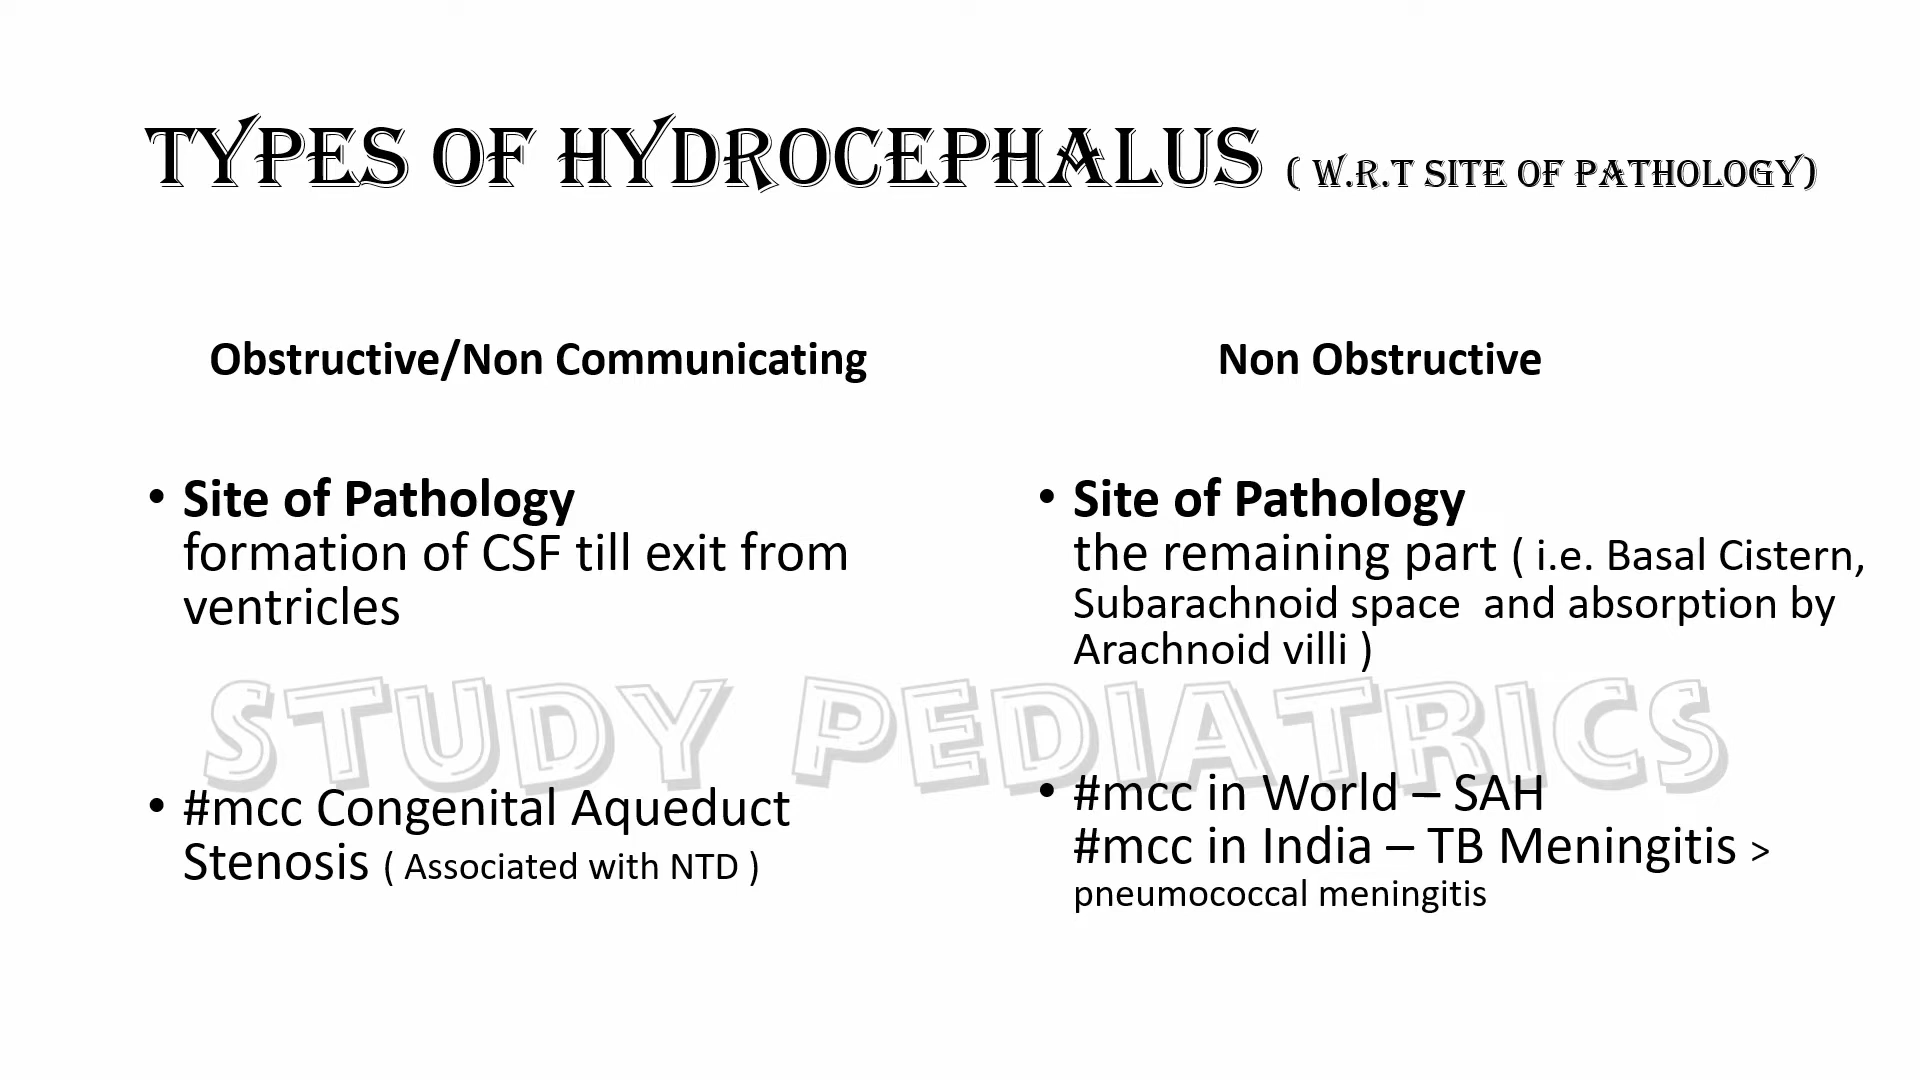 TYPES OF HYDROCEPHALUS ( W.R.T SITE OF PATHOLOGY)
Obstructive/Non Communicating
• Site of Pathology
formation of CSF till exit from
ventricles
• #mcc Congenital Aqueduct
Stenosis ( Associated with NTD )
Non Obstructive
• Site of Pathology
the remaining part ( i.e. Basal Cistern,
Subarachnoid space and absorption by
Arachnoid villi )
• #mcc in World – SAH
#mcc in India – TB Meningitis >
pneumococcal meningitis
STUDY PEDIATRICS